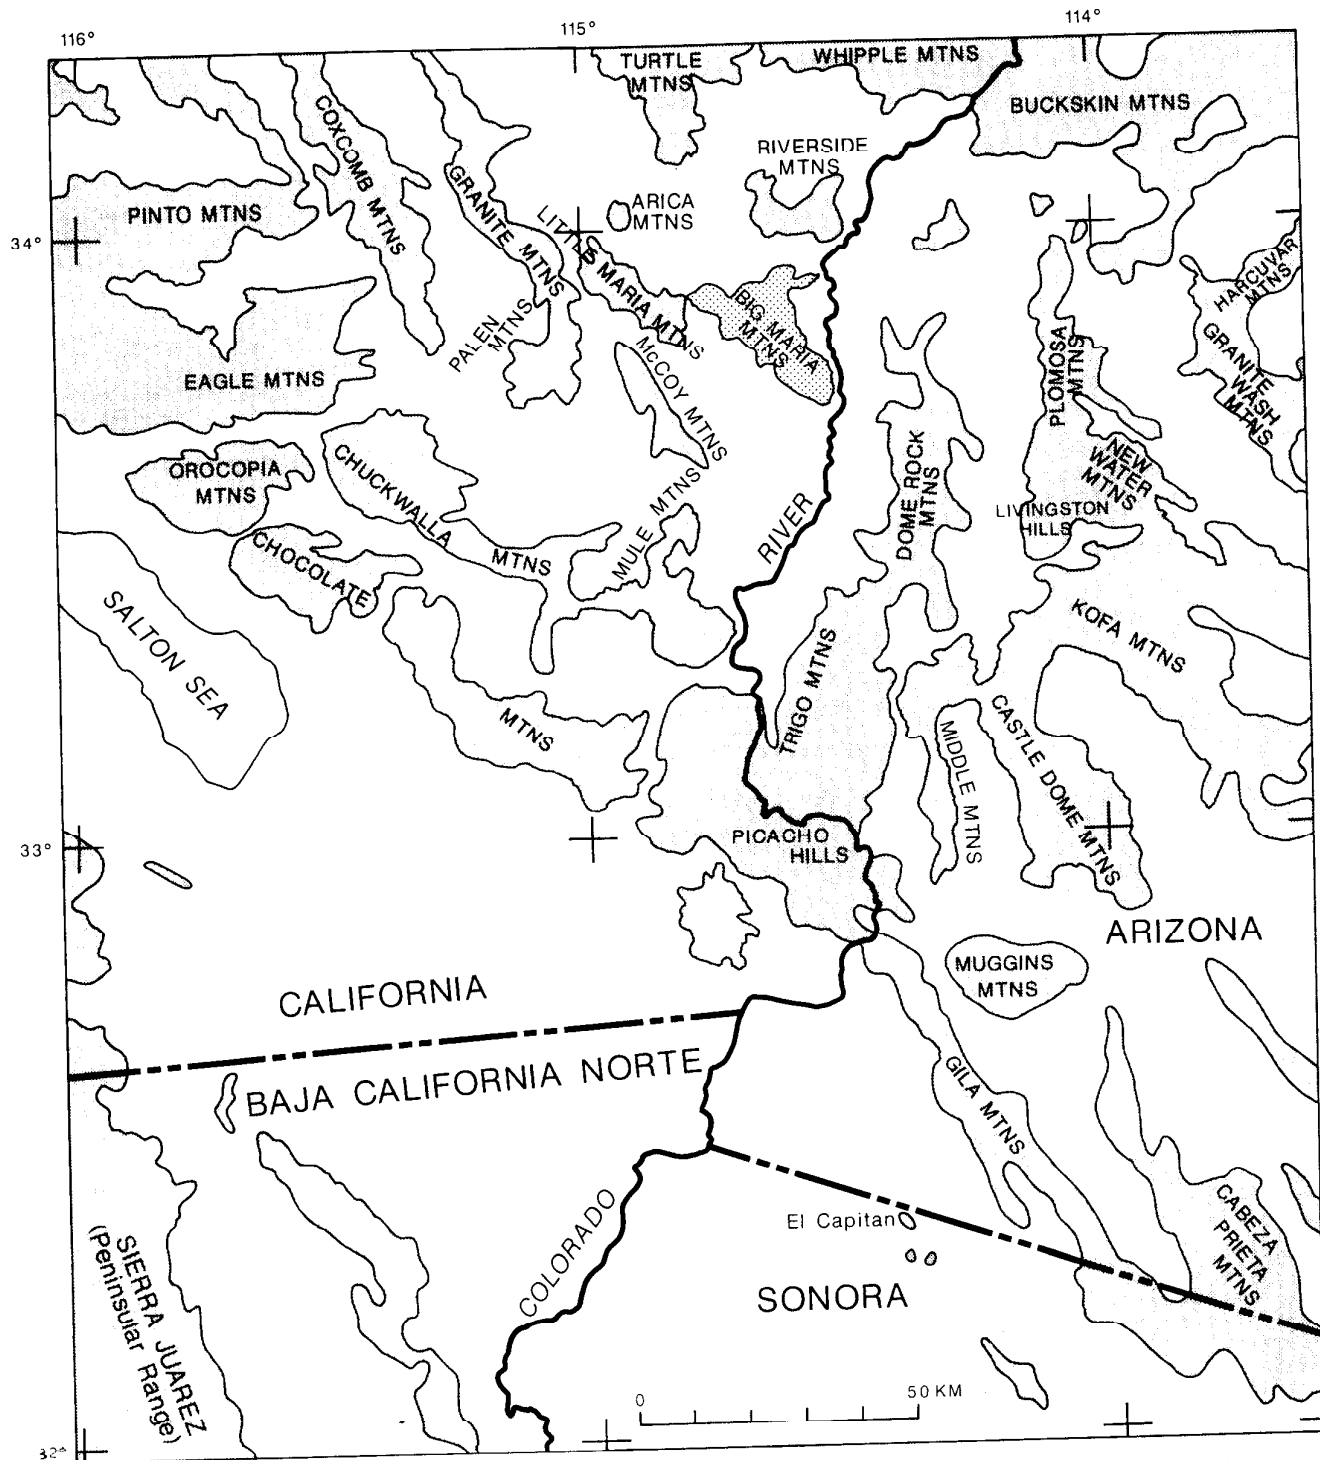 116°
115°
114°
TURTLE
MTNS
WHIPPLE MTNS
BUCKSKIN MTNS
COXCOMB MTNS
RIVERSIDE
MTNS
GRANITE MTNS
ARICA
MTNS
PINTO MTNS
34°
LITTLE MARIA MTNS
HARCUVAR
MTNS
PALEN
MTNS
BIG MARIA
MTNS
McCOY MTNS
PLOMOSA
MTNS
GRANITE
WASH
MTNS
EAGLE MTNS
OROCOPIA
MTNS
CHUCKWALLA MTNS
DOME ROCK
MTNS
NEW
WATER
MTNS
LIVINGSTON
HILLS
MULE MTNS
RIVER
CHOCOLATE
MTNS
SALTON SEA
KOFA MTNS
TRIGO MTNS
MIDDLE MTNS
CASTLE DOME MTNS
33°
PICACHO
HILLS
ARIZONA
MUGGINS
MTNS
CALIFORNIA
BAJA CALIFORNIA NORTE
GILA MTNS
COLORADO
El Capitan
CABEZA
PRIETA
MTNS
SONORA
SIERRA JUAREZ
(Peninsular Range)
0
50 KM
32°